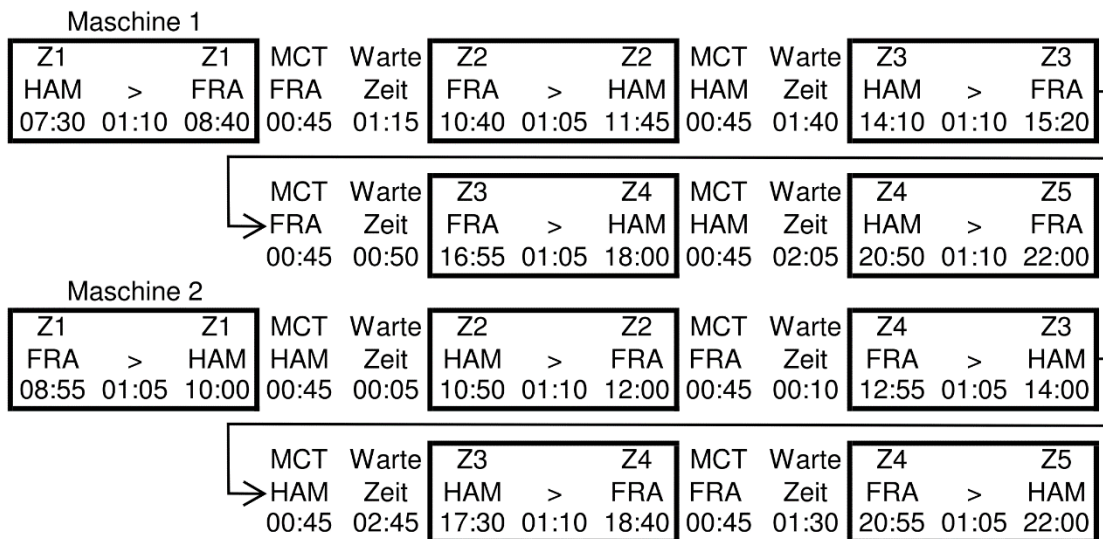 Maschine 1
Z1 Z1 MCT Warte Z2 Z2 MCT Warte Z3 Z3
HAM > FRA FRA Zeit FRA > HAM HAM Zeit HAM > FRA
07:30 01:10 08:40 00:45 01:15 10:40 01:05 11:45 00:45 01:40 14:10 01:10 15:20
MCT Warte Z3 Z4 MCT Warte Z4 Z5
FRA Zeit FRA > HAM HAM Zeit HAM > FRA
00:45 00:50 16:55 01:05 18:00 00:45 02:05 20:50 01:10 22:00
Maschine 2
Z1 Z1 MCT Warte Z2 Z2 MCT Warte Z4 Z3
FRA > HAM HAM Zeit HAM > FRA FRA Zeit FRA > HAM
08:55 01:05 10:00 00:45 00:05 10:50 01:10 12:00 00:45 00:10 12:55 01:05 14:00
MCT Warte Z3 Z4 MCT Warte Z4 Z5
HAM Zeit HAM > FRA FRA Zeit FRA > HAM
00:45 02:45 17:30 01:10 18:40 00:45 01:30 20:55 01:05 22:00